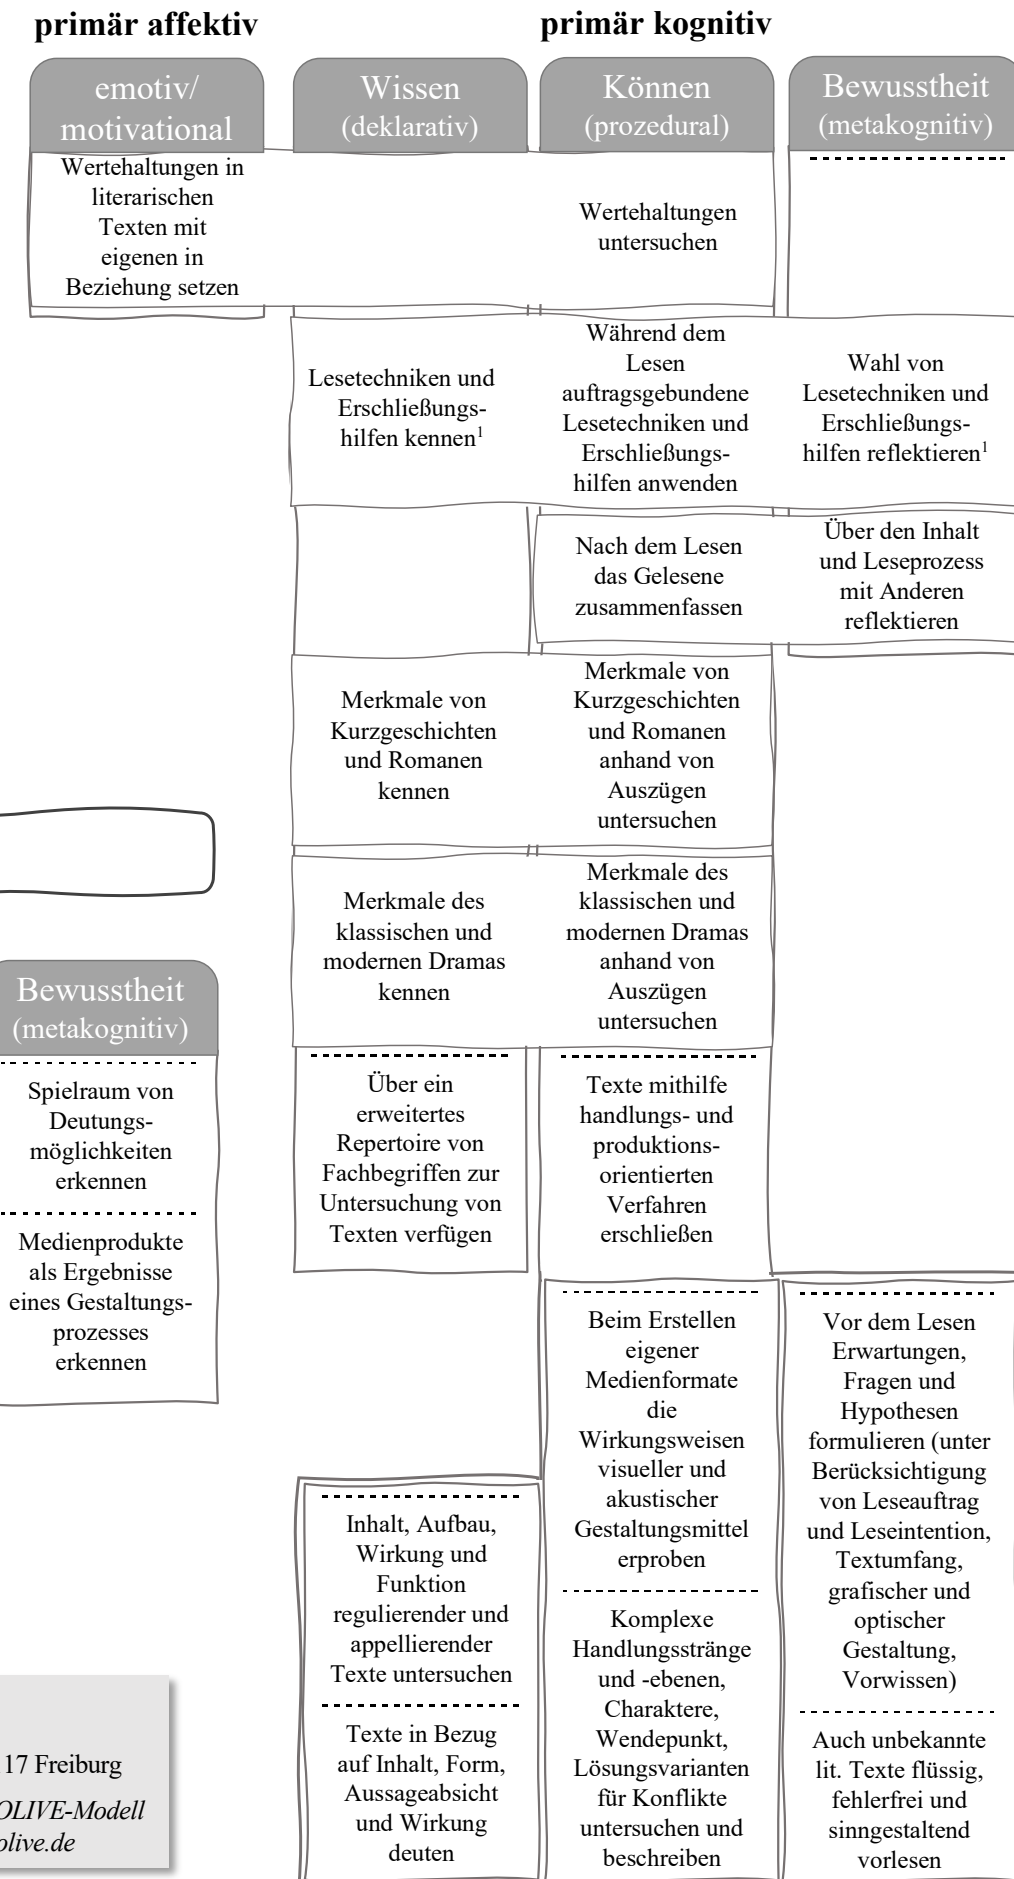 primär affektiv
primär kognitiv
emotiv/
motivational
Wissen
(deklarativ)
Können
(prozedural)
Bewusstheit
(metakognitiv)
Wertehaltungen in
literarischen
Texten mit
eigenen in
Beziehung setzen
Wertehaltungen
untersuchen
Lesetechniken und
Erschließungs-
hilfen kennen1
Während dem
Lesen
auftragsgebundene
Lesetechniken und
Erschließungs-
hilfen anwenden
Wahl von
Lesetechniken und
Erschließungs-
hilfen reflektieren1
Nach dem Lesen
das Gelesene
zusammenfassen
Über den Inhalt
und Leseprozess
mit Anderen
reflektieren
Merkmale von
Kurzgeschichten
und Romanen
kennen
Merkmale von
Kurzgeschichten
und Romanen
anhand von
Auszügen
untersuchen
Merkmale des
klassischen und
modernen Dramas
kennen
Merkmale des
klassischen und
modernen Dramas
anhand von
Auszügen
untersuchen
Bewusstheit
(metakognitiv)
Spielraum von
Deutungs-
möglichkeiten
erkennen
Medienprodukte
als Ergebnisse
eines Gestaltungs-
prozesses
erkennen
Über ein
erweitertes
Repertoire von
Fachbegriffen zur
Untersuchung von
Texten verfügen
Texte mithilfe
handlungs- und
produktions-
orientierten
Verfahren
erschließen
Beim Erstellen
eigener
Medienformate
die
Wirkungsweisen
visueller und
akustischer
Gestaltungsmittel
erproben
Vor dem Lesen
Erwartungen,
Fragen und
Hypothesen
formulieren (unter
Berücksichtigung
von Leseauftrag
und Leseintention,
Textumfang,
grafischer und
optischer
Gestaltung,
Vorwissen)
Inhalt, Aufbau,
Wirkung und
Funktion
regulierender und
appellierender
Texte untersuchen
Komplexe
Handlungsstränge
und -ebenen,
Charaktere,
Wendepunkt,
Lösungsvarianten
für Konflikte
untersuchen und
beschreiben
Texte in Bezug
auf Inhalt, Form,
Aussageabsicht
und Wirkung
deuten
Auch unbekannte
lit. Texte flüssig,
fehlerfrei und
sinngestaltend
vorlesen
17 Freiburg
OLIVE-Modell
olive.de